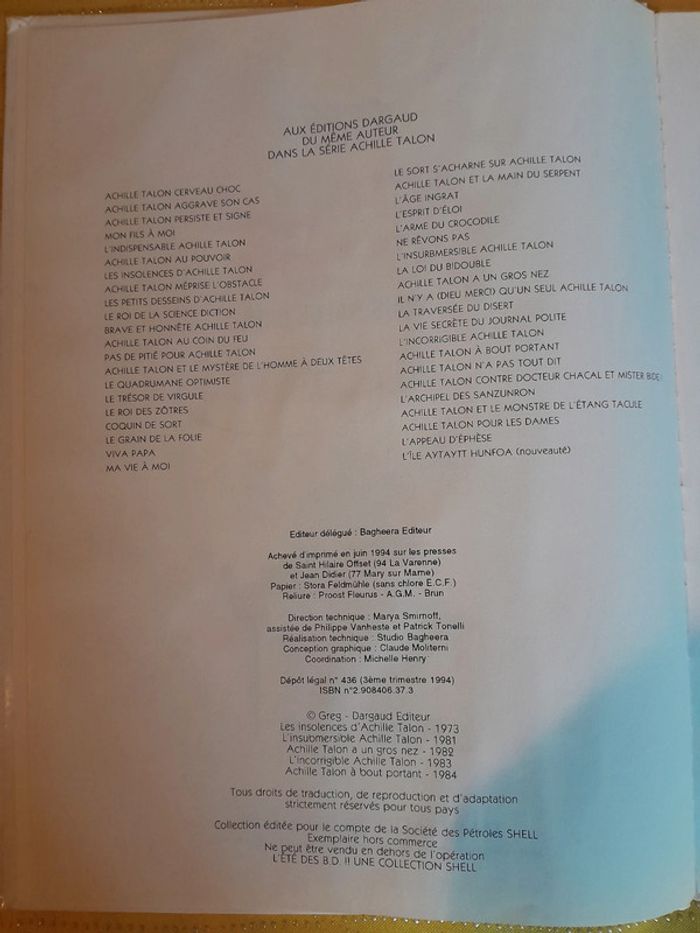 AUX ÉDITIONS DARGAUD
DU MÊME AUTEUR
DANS LA SÉRIE ACHILLE TALON
ACHILLE TALON CERVEAU CHOC
ACHILLE TALON AGGRAVE SON CAS
ACHILLE TALON PERSISTE ET SIGNE
MON FILS À MOI
L'INDISPENSABLE ACHILLE TALON
ACHILLE TALON AU POUVOIR
LES INSOLENCES D'ACHILLE TALON
ACHILLE TALON MÉPRISE L'OBSTACLE
LES PETITS DESSEINS D'ACHILLE TALON
LE ROI DE LA SCIENCE DICTION
BRAVE ET HONNÊTE ACHILLE TALON
ACHILLE TALON AU COIN DU FEU
PAS DE PITIÉ POUR ACHILLE TALON
ACHILLE TALON ET LE MYSTÈRE DE L'HOMME À DEUX TÊTES
LE QUADRUMANE OPTIMISTE
LE TRÉSOR DE VIRGULE
LE ROI DES ZÔTRES
COQUIN DE SORT
LE GRAIN DE LA FOLIE
VIVA PAPA
MA VIE À MOI
LE SORT S'ACHARNE SUR ACHILLE TALON
ACHILLE TALON ET LA MAIN DU SERPENT
L'ÂGE INGRAT
L'ESPRIT D'ÉLOI
L'ARME DU CROCODILE
NE RÊVONS PAS
L'INSUBMERSIBLE ACHILLE TALON
LA LOI DU BIDOUBLE
ACHILLE TALON A UN GROS NEZ
IL N'Y A (DIEU MERCI) QU'UN SEUL ACHILLE TALON
LA TRAVERSÉE DU DISERT
LA VIE SECRÈTE DU JOURNAL POLITE
L'INCORRIGIBLE ACHILLE TALON
ACHILLE TALON À BOUT PORTANT
ACHILLE TALON N'A PAS TOUT DIT
ACHILLE TALON CONTRE DOCTEUR CHACAL ET MISTER BIDE !
L'ARCHIPEL DES SANZUNRON
ACHILLE TALON ET LE MONSTRE DE L'ÉTANG TACULE
ACHILLE TALON POUR LES DAMES
L'APPEAU D'ÉPHÈSE
L'ÎLE AYTAYTT HUNFOA (nouveauté)
Editeur délégué : Bagheera Editeur
Achevé d'imprimé en juin 1994 sur les presses
de Saint Hilaire Offset (94 La Varenne)
et Jean Didier (77 Mary sur Marne)
Papier : Stora Feldmühle (sans chlore E.C.F.)
Reliure : Proost Fleurus - A.G.M. - Brun
Direction technique : Marya Smirnoff,
assistée de Philippe Vanheste et Patrick Tonelli
Réalisation technique : Studio Bagheera
Conception graphique : Claude Moliterni
Coordination : Michelle Henry
Dépôt légal n° 436 (3ème trimestre 1994)
ISBN n°2.908406.37.3
© Greg - Dargaud Editeur
Les insolences d'Achille Talon - 1973
L'insubmersible Achille Talon - 1981
Achille Talon a un gros nez - 1982
L'incorrigible Achille Talon - 1983
Achille Talon à bout portant - 1984
Tous droits de traduction, de reproduction et d'adaptation
strictement réservés pour tous pays
Collection éditée pour le compte de la Société des Pétroles SHELL
Exemplaire hors commerce
Ne peut être vendu en dehors de l'opération
L'ÉTÉ DES B.D. !! UNE COLLECTION SHELL